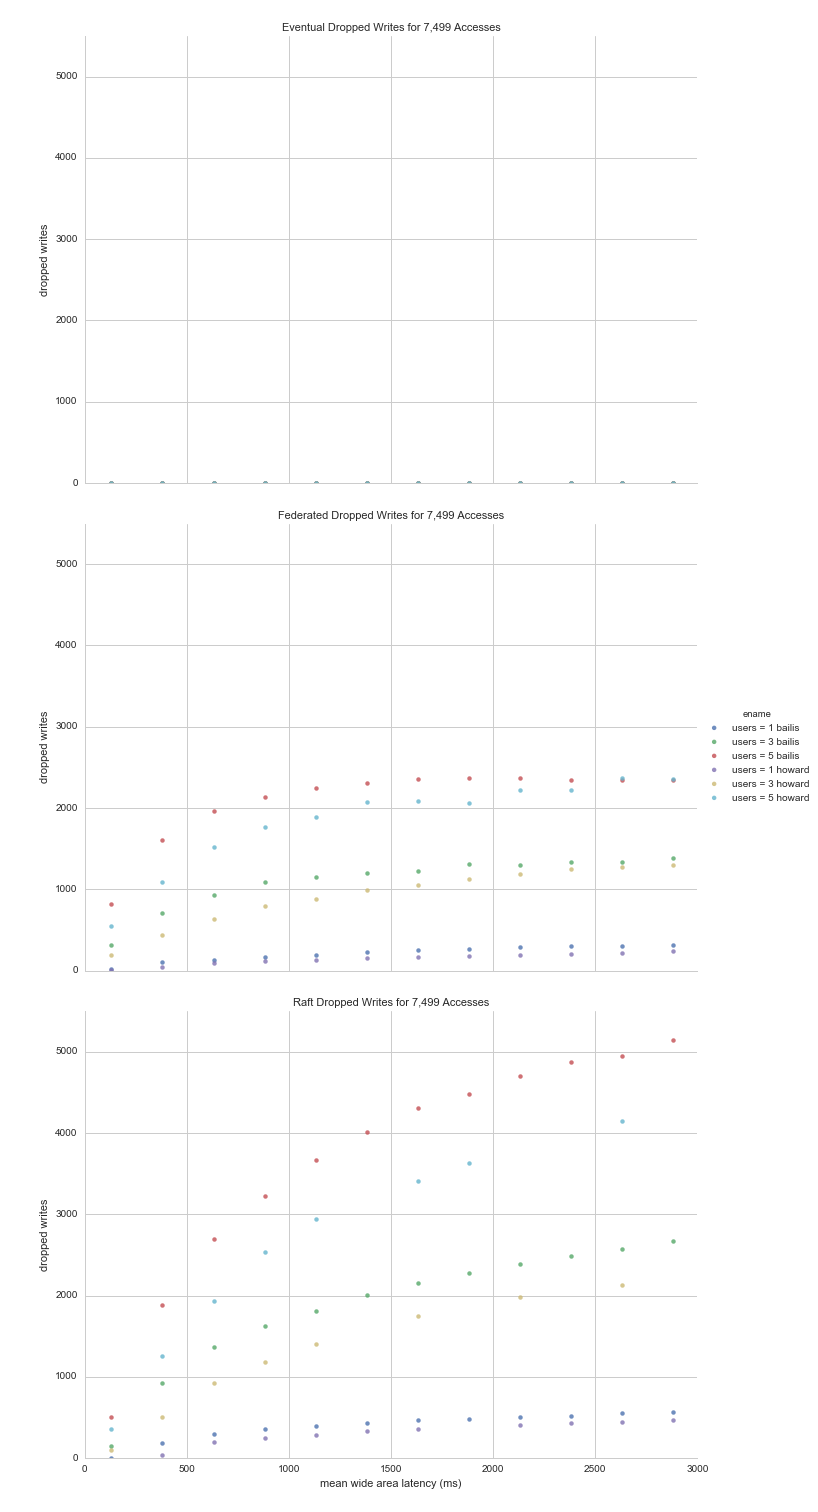 Eventual Dropped Writes for 7,499 Accesses
5000
4000
3000
2000
1000
0
dropped writes
Federated Dropped Writes for 7,499 Accesses
5000
4000
3000
2000
1000
0
dropped writes
ename
users = 1 bailis
users = 3 bailis
users = 5 bailis
users = 1 howard
users = 3 howard
users = 5 howard
Raft Dropped Writes for 7,499 Accesses
5000
4000
3000
2000
1000
0
dropped writes
0 500 1000 1500 2000 2500 3000
mean wide area latency (ms)